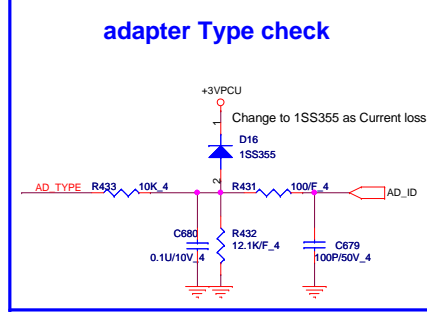 adapter Type check
+3VPCU
1
Change to 1SS355 as Current loss
D16
1SS355
2
AD_TYPE R433 10K_4 R431 100/F_4 AD_ID
C680
0.1U/10V_4
R432
12.1K/F_4
C679
100P/50V_4